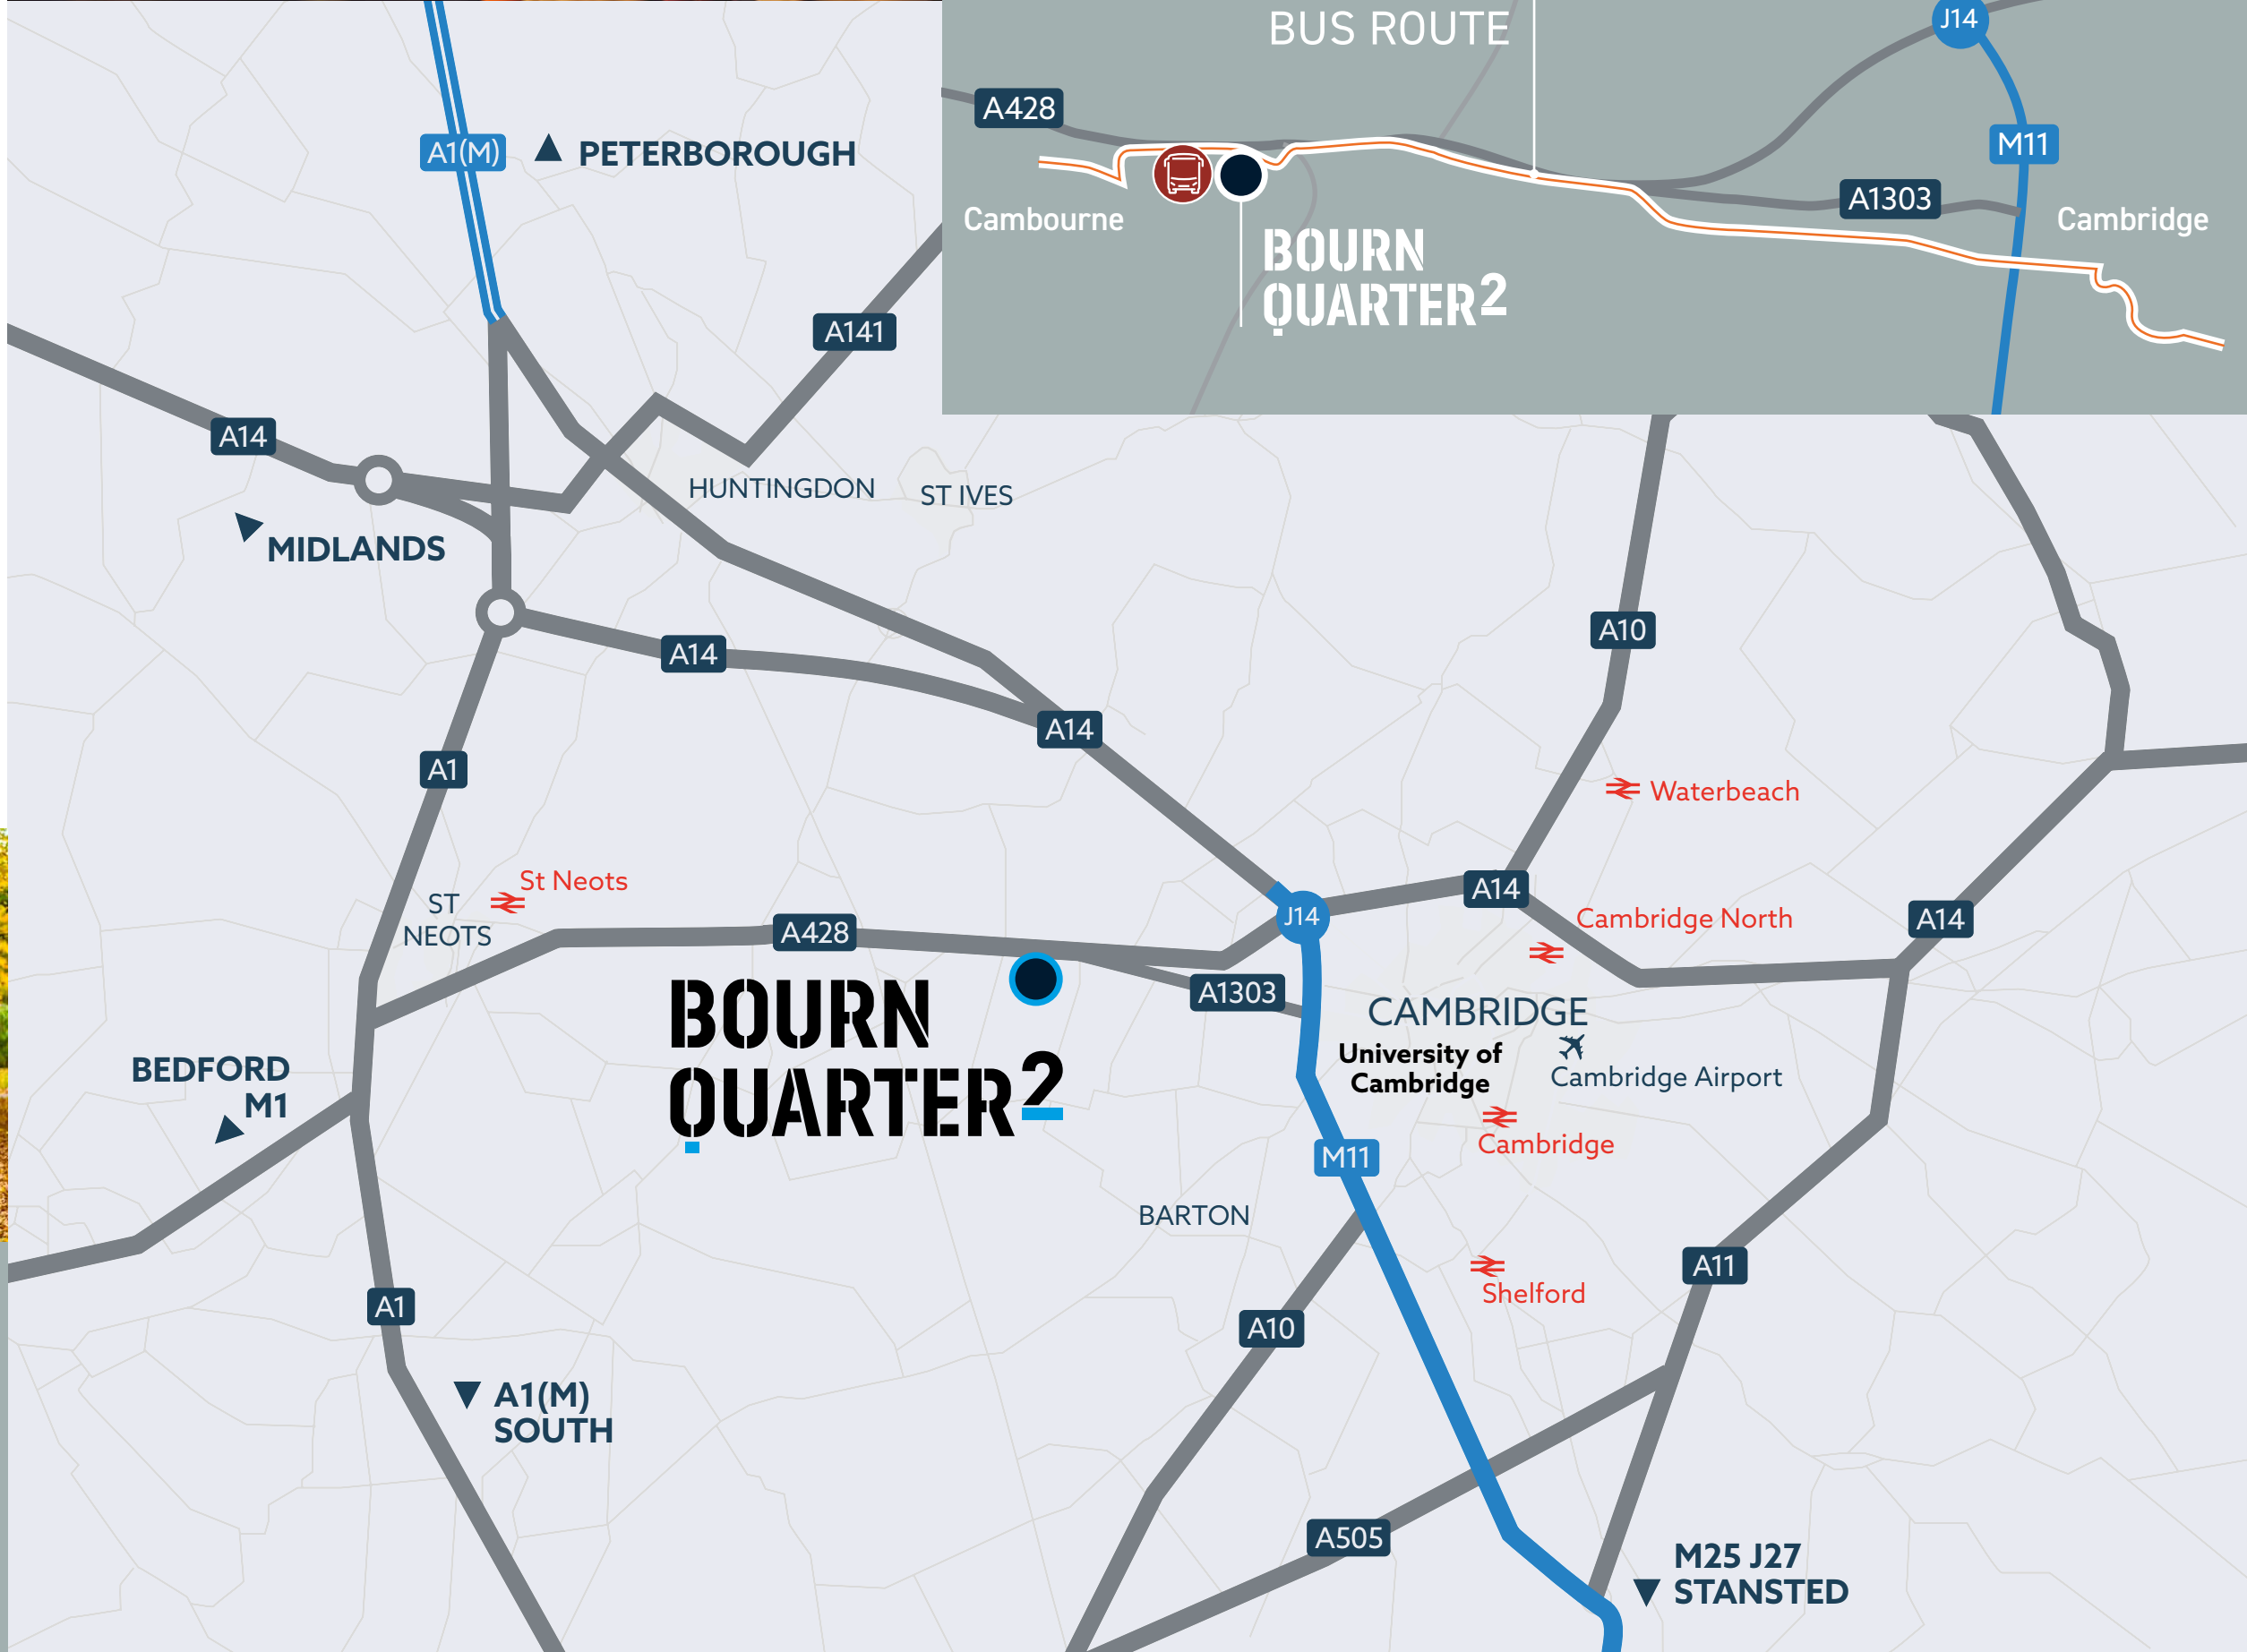 BUS ROUTE
J14
A428
M11
A1303
Cambourne
Cambridge
BOURN
QUARTER²
A1(M)
PETERBOROUGH
A141
A14
HUNTINGDON
ST IVES
MIDLANDS
A10
A14
A14
A1
Waterbeach
St Neots
ST
NEOTS
A428
J14
A14
Cambridge North
A14
BOURN
QUARTER²
A1303
CAMBRIDGE
University of
Cambridge
Cambridge Airport
BEDFORD
M1
Cambridge
M11
BARTON
A11
Shelford
A1
A10
A1(M)
SOUTH
A505
M25 J27
STANSTED